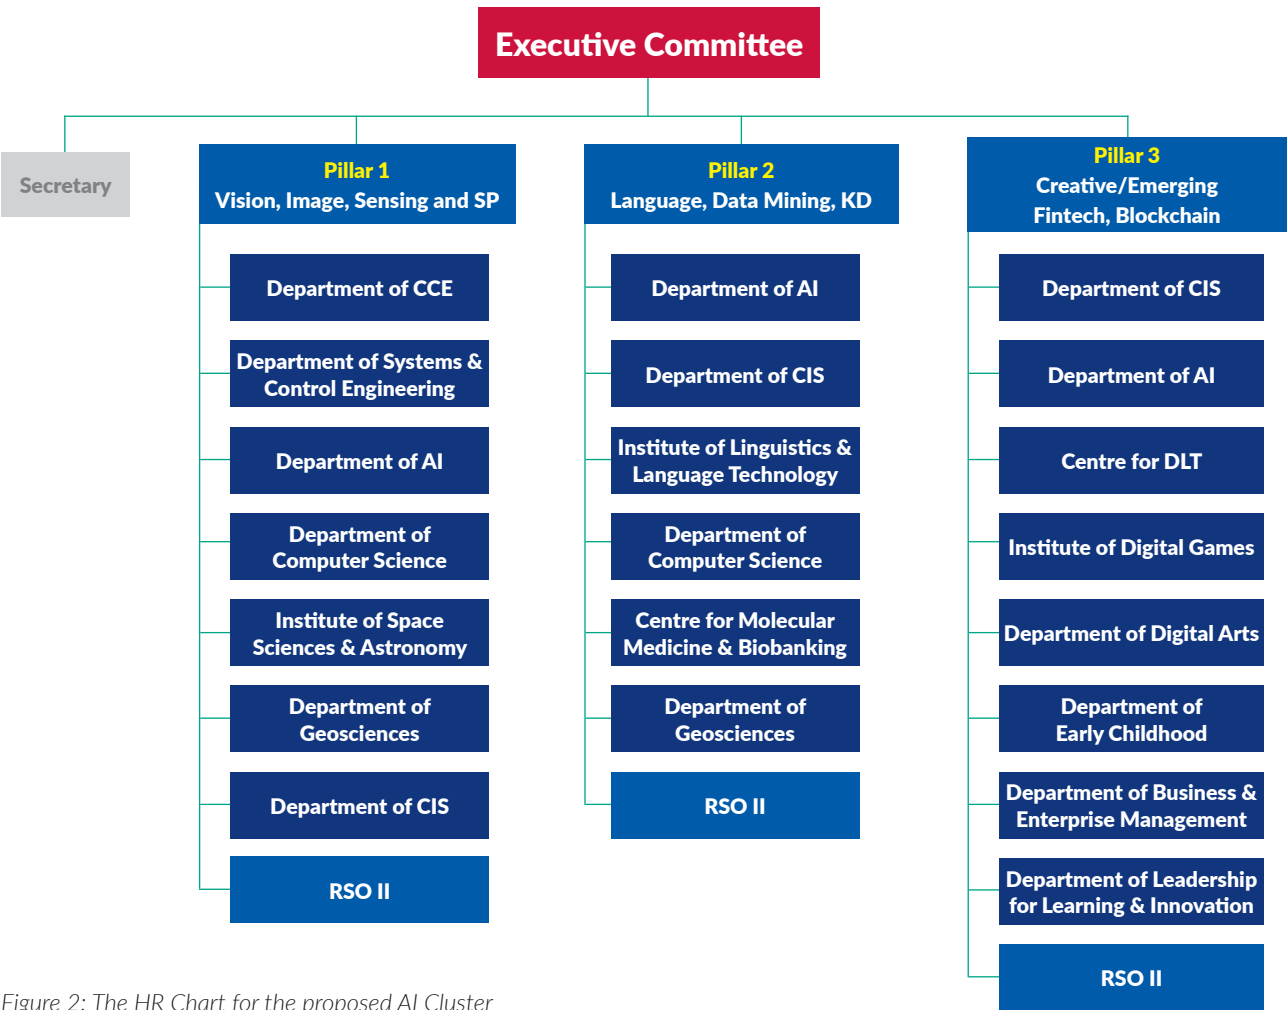 Executive Committee
Secretary
Pillar 1
Vision, Image, Sensing and SP
Department of CCE
Department of Systems &
Control Engineering
Department of AI
Department of
Computer Science
Institute of Space
Sciences & Astronomy
Department of
Geosciences
Department of CIS
RSO II
Pillar 2
Language, Data Mining, KD
Department of AI
Department of CIS
Institute of Linguistics &
Language Technology
Department of
Computer Science
Centre for Molecular
Medicine & Biobanking
Department of
Geosciences
RSO II
Pillar 3
Creative/Emerging
Fintech, Blockchain
Department of CIS
Department of AI
Centre for DLT
Institute of Digital Games
Department of Digital Arts
Department of
Early Childhood
Department of Business &
Enterprise Management
Department of Leadership
for Learning & Innovation
RSO II
Figure 2: The HR Chart for the proposed AI Cluster